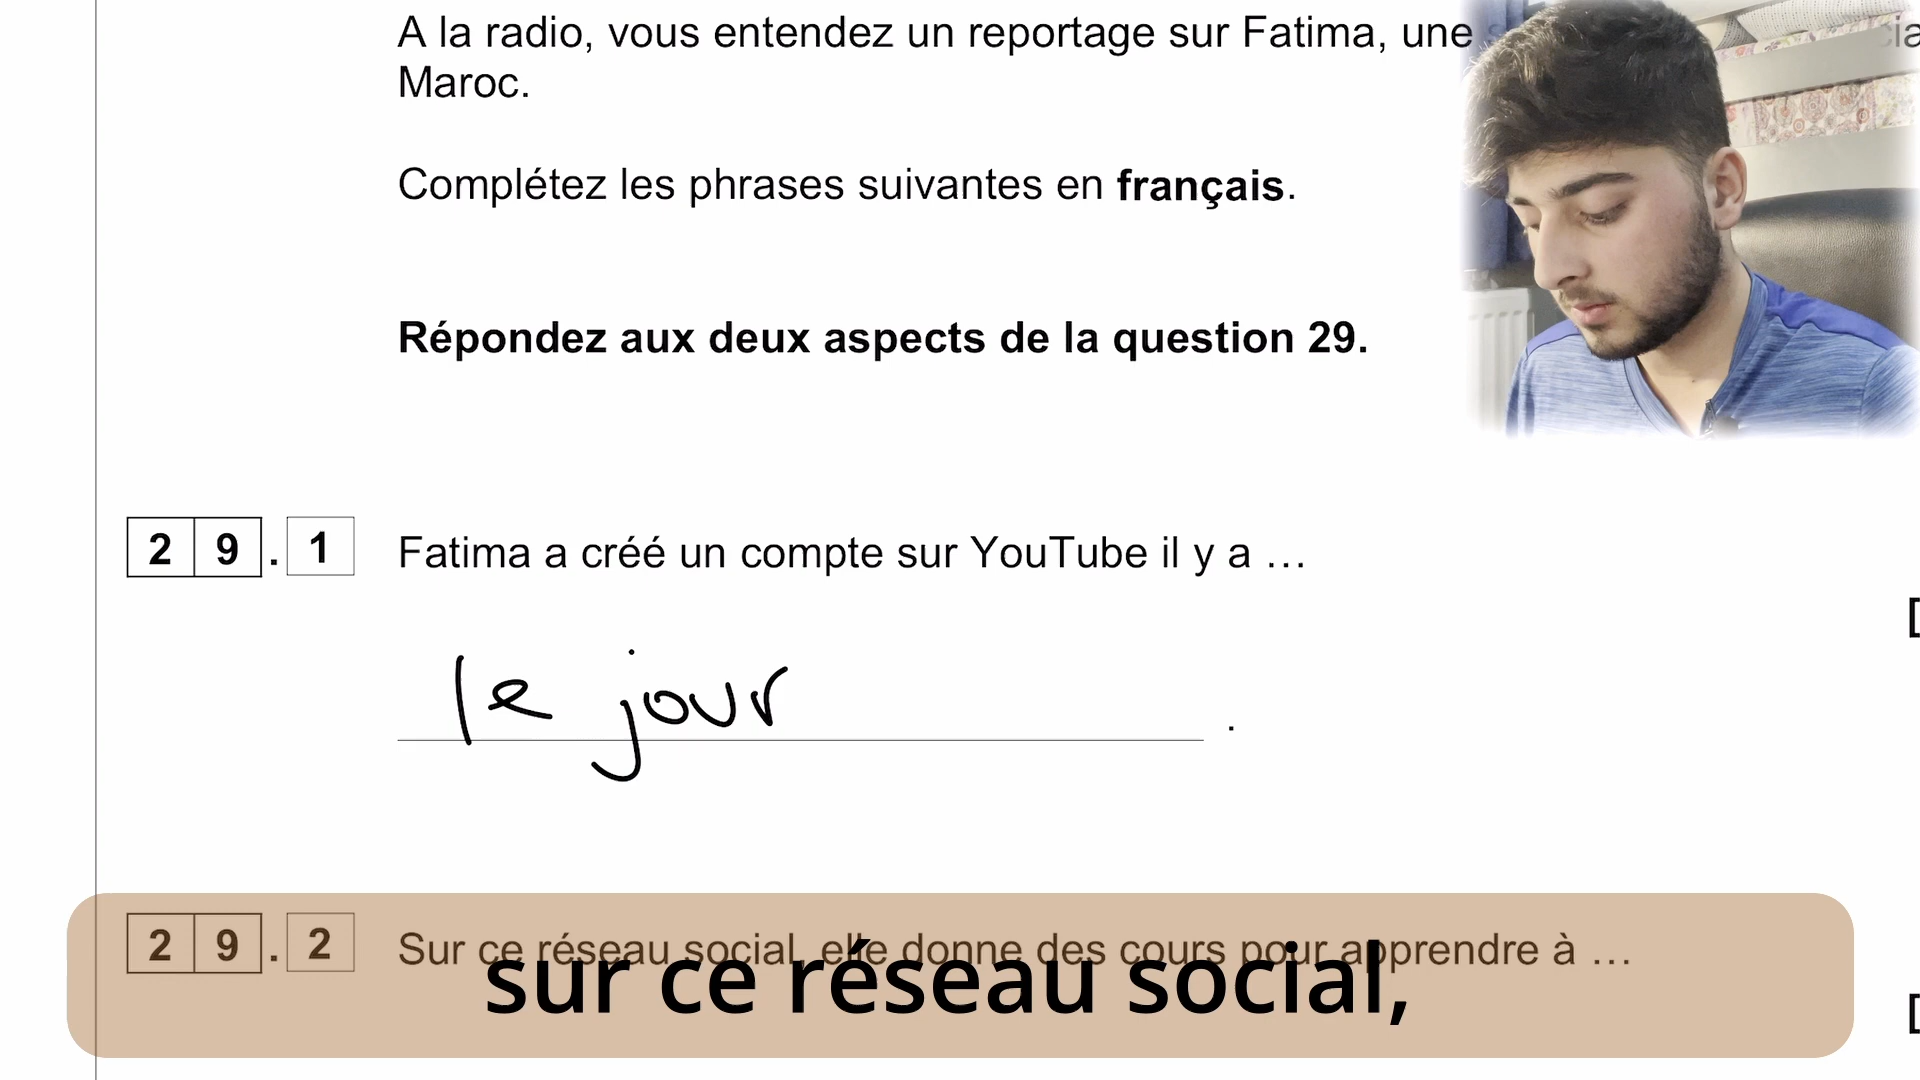 A la radio, vous entendez un reportage sur Fatima, une
Maroc.
Complétez les phrases suivantes en français.
Répondez aux deux aspects de la question 29.
2 9 . 1 Fatima a créé un compte sur YouTube il y a …
le jour .
2 9 . 2 Sur ce réseau social, elle donne des cours pour apprendre à …
sur ce réseau social,